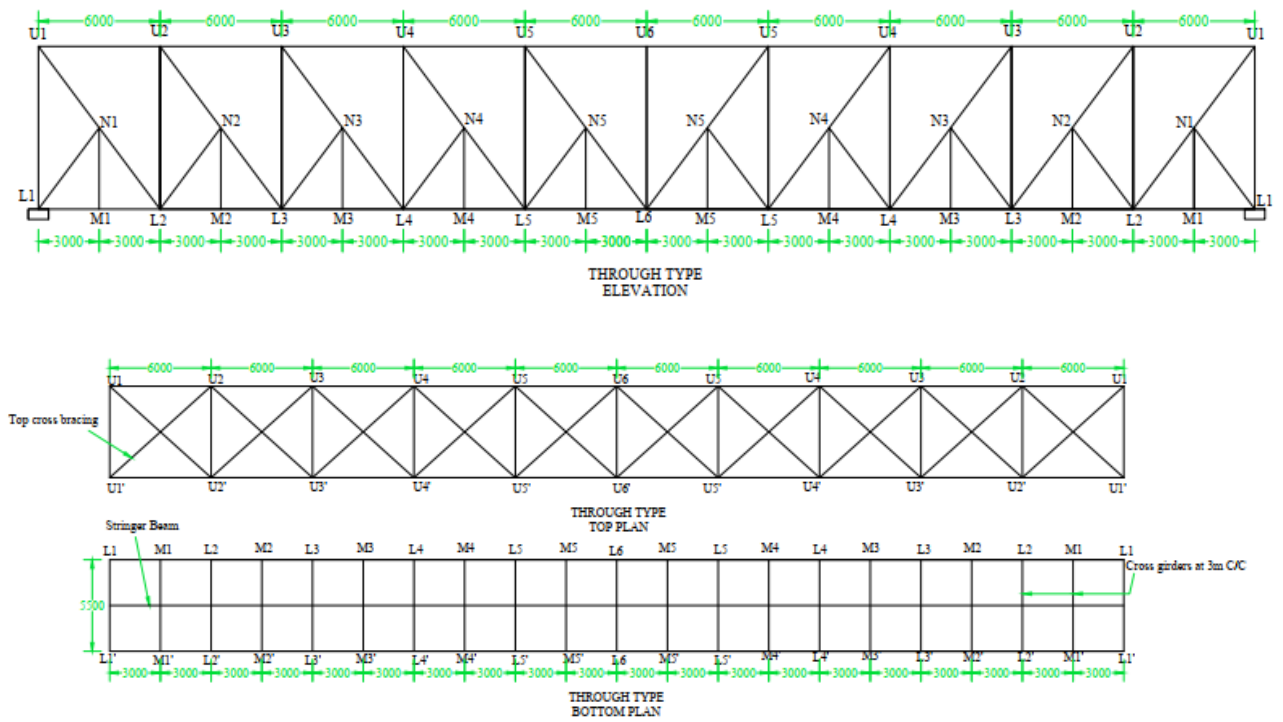 6000 6000 6000 6000 6000 6000 6000 6000 6000 6000
U1 U2 U3 U4 U5 U6 U5 U4 U3 U2 U1
N1 N2 N3 N4 N5 N5 N4 N3 N2 N1
L1 M1 L2 M2 L3 M3 L4 M4 L5 M5 L6 M5 L5 M4 L4 M3 L3 M2 L2 M1 L1
3000 3000 3000 3000 3000 3000 3000 3000 3000 3000 3000 3000 3000 3000 3000 3000 3000 3000 3000 3000
THROUGH TYPE
ELEVATION
6000 6000 6000 6000 6000 6000 6000 6000 6000 6000
U1 U2 U3 U4 U5 U6 U5 U4 U3 U2 U1
Top cross bracing
U1' U2' U3' U4' U5' U6' U5' U4' U3' U2' U1'
THROUGH TYPE
TOP PLAN
Stringer Beam
L1 M1 L2 M2 L3 M3 L4 M4 L5 M5 L6 M5 L5 M4 L4 M3 L3 M2 L2 M1 L1
Cross girders at 3m C/C
5500
L1' M1' L2' M2' L3' M3' L4' M4' L5' M5' L6 M5' L5' M4' L4' M3' L3' M2' L2' M1' L1'
3000 3000 3000 3000 3000 3000 3000 3000 3000 3000 3000 3000 3000 3000 3000 3000 3000 3000 3000 3000
THROUGH TYPE
BOTTOM PLAN